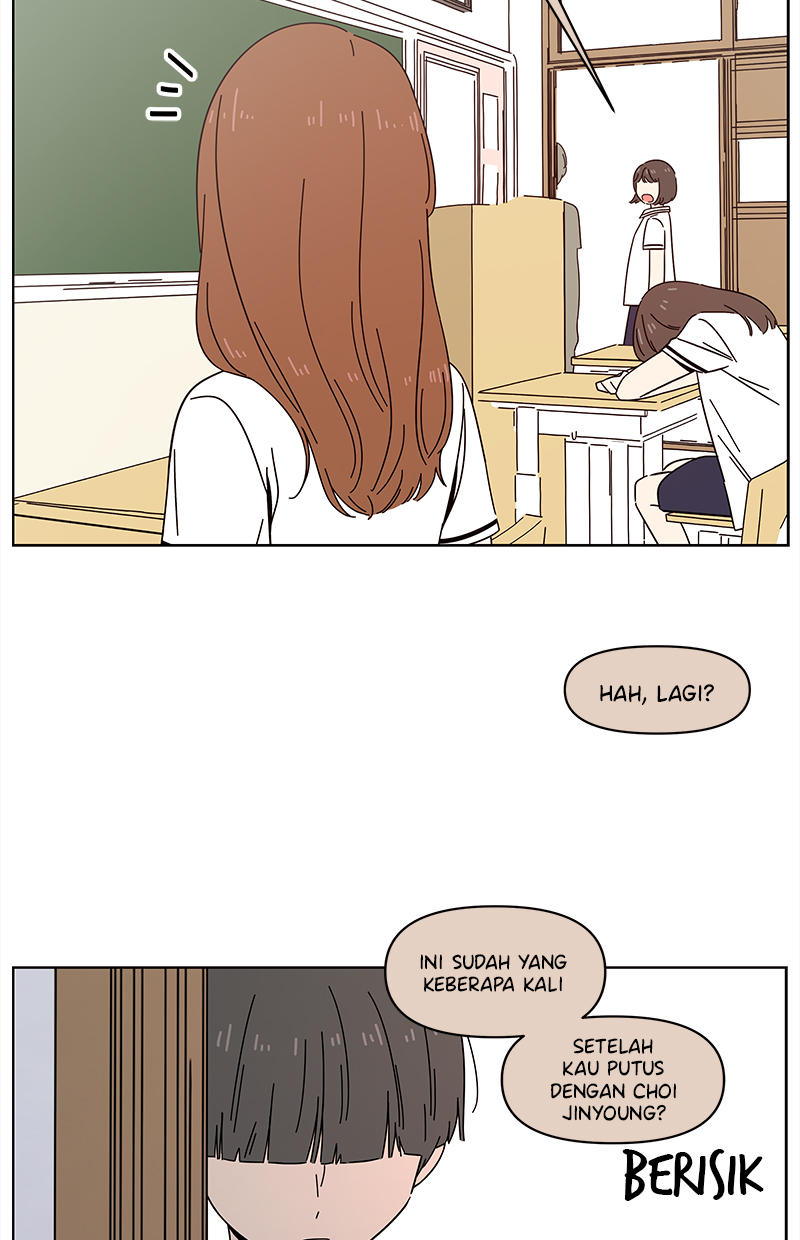 HAH, LAGI?
INI SUDAH YANG
KEBERAPA KALI
SETELAH
KAU PUTUS
DENGAN CHOI
JINYOUNG?
BERISIK